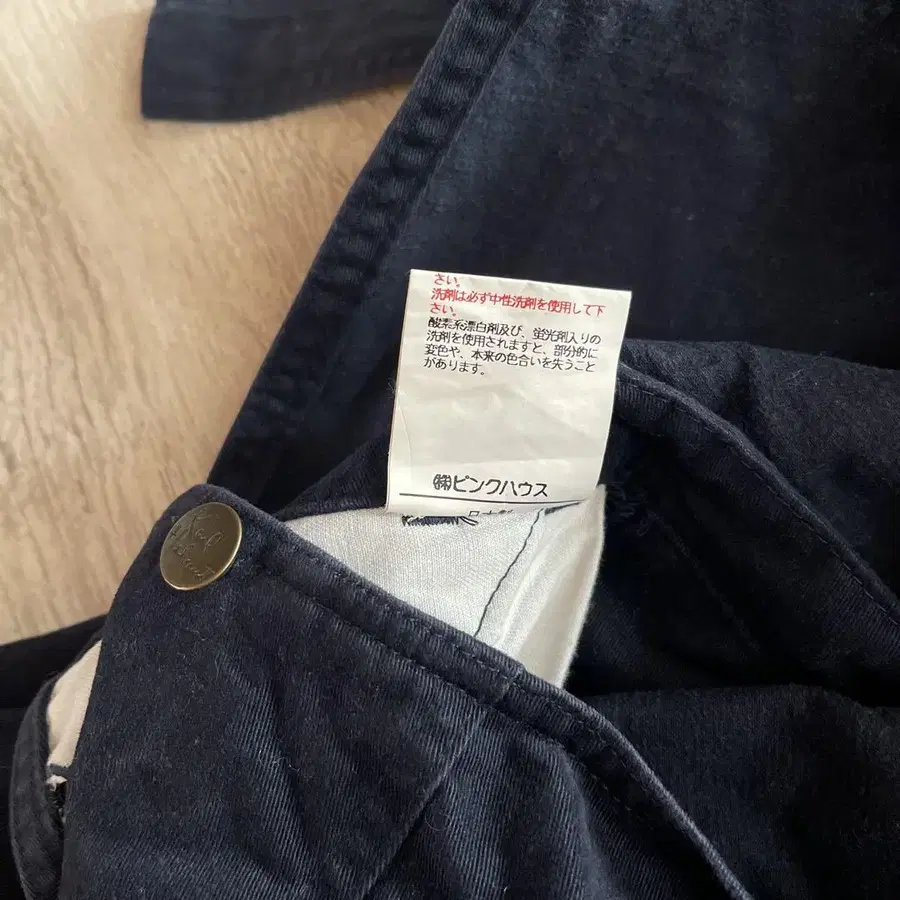 さい。
洗剤は必ず中性洗剤を使用して下
さい。
酸素系漂白剤及び、蛍光剤入りの
洗剤を使用されますと、部分的に
変色や、本来の色合いを失うこと
があります。
㈱ピンクハウス
Karl